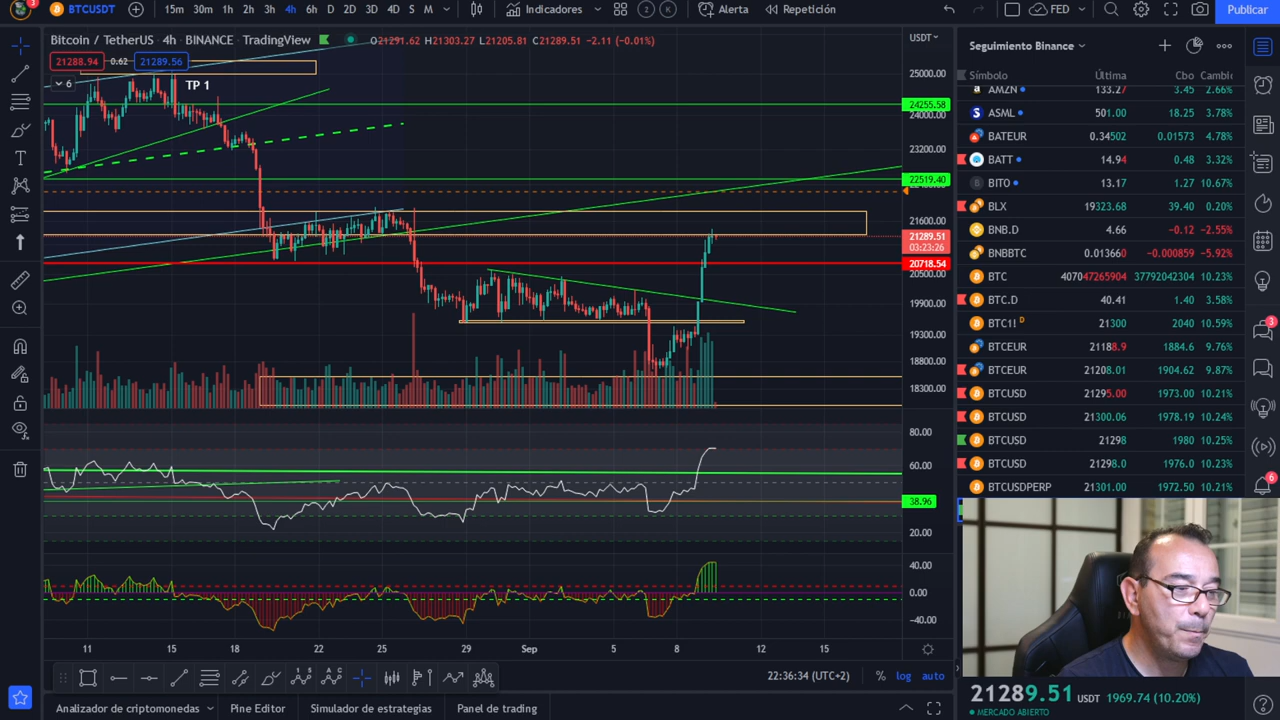 3
BTCUSDT 15m 30m 1h 2h 3h 4h 6h D 2D 3D 4D S M Indicadores 2 Alerta Repetición FED Publicar
Bitcoin / TetherUS · 4h · BINANCE · TradingView O21291.62 H21303.27 L21205.81 C21289.51 −2.11 (−0.01%)
USDT
21288.94 0.62 21289.56
6
TP 1
25000.00
24255.58
24000.00
23200.00
22519.40
21600.00
21289.51
03:23:26
20718.54
20500.00
19900.00
19300.00
18800.00
18300.00
80.00
60.00
38.96
20.00
40.00
0.00
−40.00
11 15 18 22 25 29 Sep 5 8 12 15
22:36:34 (UTC+2) % log auto
Analizador de criptomonedas Pine Editor Simulador de estrategias Panel de trading
Seguimiento Binance
Símbolo Última Cbo Cambic
AMZN 133.27 3.45 2.66%
ASML 501.00 18.25 3.78%
BATEUR 0.34502 0.01573 4.78%
BATT 14.94 0.48 3.32%
BITO 13.17 1.27 10.67%
BLX 19323.68 39.40 0.20%
BNB.D 4.66 −0.12 −2.55%
BNBBTC 0.013660 −0.000859 −5.92%
BTC 407047265904 37792042304 10.23%
BTC.D 40.41 1.40 3.58%
BTC1! D 21300 2040 10.59%
BTCEUR 21188.9 1884.6 9.76%
BTCEUR 21208.01 1904.62 9.87%
BTCUSD 21295.00 1973.00 10.21%
BTCUSD 21300.06 1978.19 10.24%
BTCUSD 21298 1980 10.25%
BTCUSD 21298.0 1976.0 10.23%
BTCUSDPERP 21301.00 1972.50 10.21%
21289.51 USDT 1969.74 (10.20%)
MERCADO ABIERTO
3
6